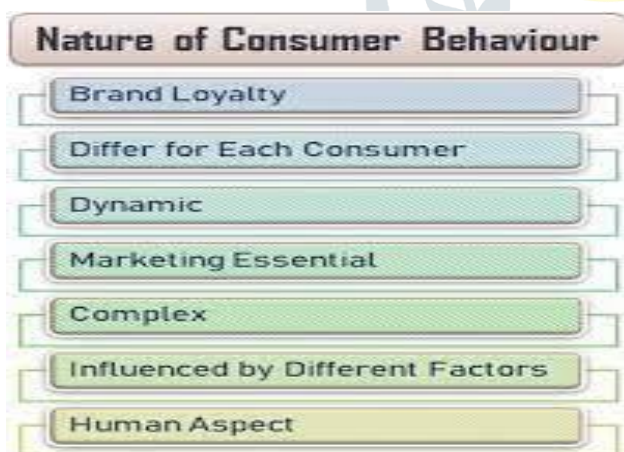 Nature of Consumer Behaviour
Brand Loyalty
Differ for Each Consumer
Dynamic
Marketing Essential
Complex
Influenced by Different Factors
Human Aspect